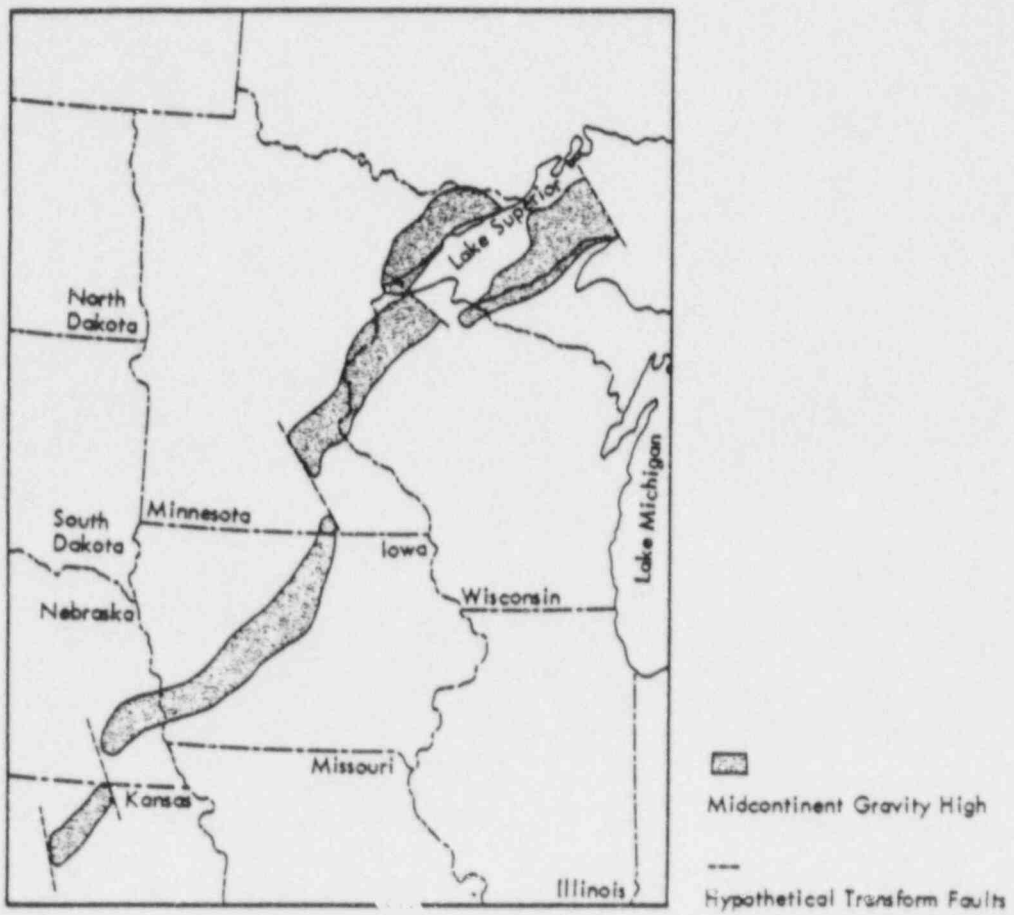 Lake Superior
North
Dakota
Lake Michigan
Minnesota
South
Dakota
Iowa
Nebraska
Wisconsin
Missouri
Kansas
Illinois
Midcontinent Gravity High
Hypothetical Transform Faults